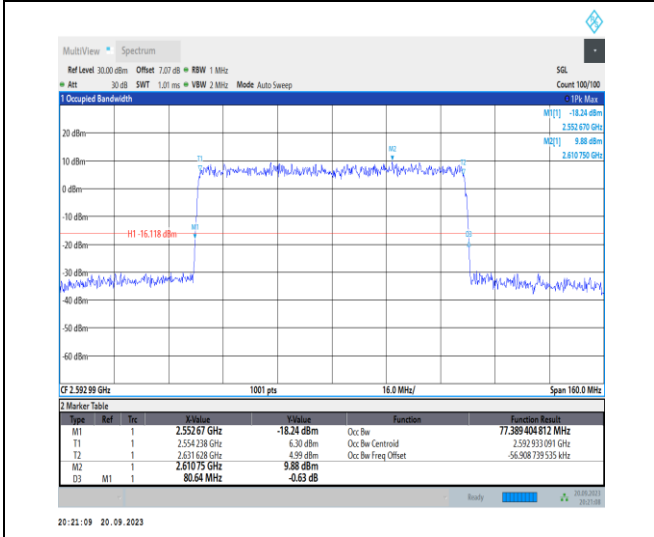 MultiView Spectrum
Ref Level 30.00 dBm Offset 7.07 dB RBW 1 MHz SGL
Att 30 dB SWT 1.01 ms VBW 2 MHz Mode Auto Sweep Count 100/100
1 Occupied Bandwidth 1Pk Max
M1[1] -18.24 dBm
2.552 670 GHz
M2[1] 9.88 dBm
2.610 750 GHz
20 dBm
M2
T1
10 dBm
0 dBm
-10 dBm
M1
H1 -16.118 dBm
-20 dBm
-30 dBm
-40 dBm
-50 dBm
-60 dBm
CF 2.592 99 GHz 1001 pts 16.0 MHz/ Span 160.0 MHz
2 Marker Table
Type Ref Trc X-Value Y-Value Function Function Result
M1 1 2.552 67 GHz -18.24 dBm Occ Bw 77.389 404 812 MHz
T1 1 2.554 238 GHz 6.30 dBm Occ Bw Centroid 2.592 933 091 GHz
T2 1 2.631 628 GHz 4.99 dBm Occ Bw Freq Offset -56.908 739 535 kHz
M2 1 2.610 75 GHz 9.88 dBm
D3 M1 1 80.64 MHz -0.63 dB
Ready 20.09.2023
20:21:08
20:21:09 20.09.2023